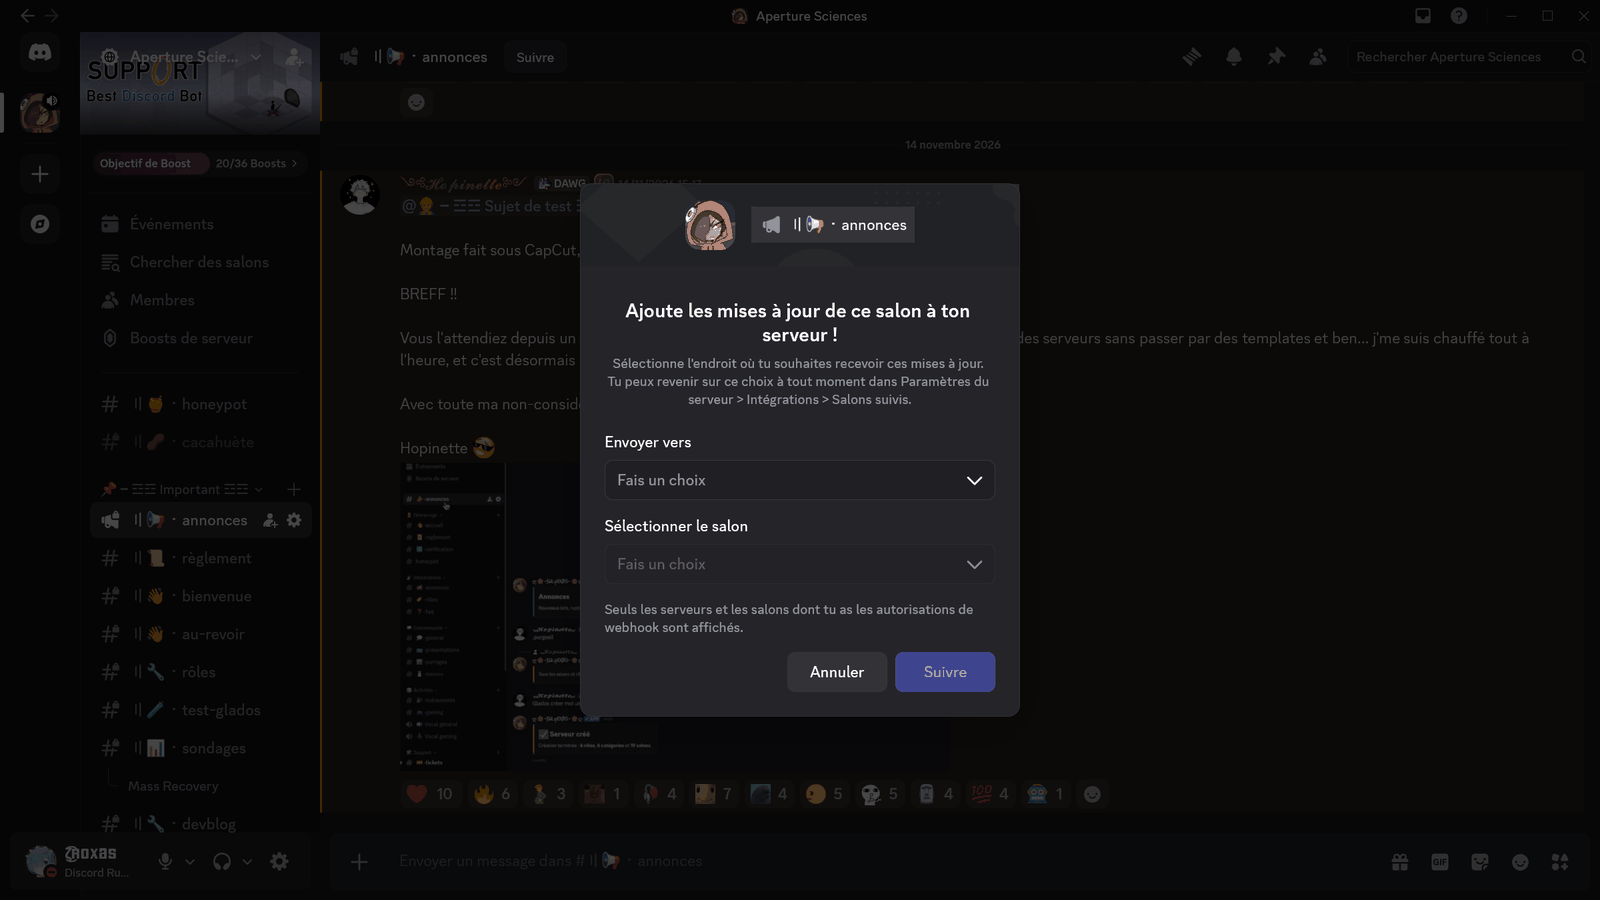 Aperture Sciences
Aperture Scie...
SUPPORT
Best Discord Bot
annonces
Suivre
Rechercher Aperture Sciences
Objectif de Boost
20/36 Boosts
14 novembre 2026
Événements
Chercher des salons
Membres
Boosts de serveur
honeypot
cacahuète
Important
annonces
règlement
bienvenue
au-revoir
rôles
test-glados
sondages
Mass Recovery
devblog
Hopinette
DAWG
@ Sujet de test
Montage fait sous CapCut,
BREFF !!
Vous l'attendiez depuis un
des serveurs sans passer par des templates et ben... j'me suis chauffé tout à
l'heure, et c'est désormais
Avec toute ma
Hopinette
Annonces
Serveur créé
annonces
Ajoute les mises à jour de ce salon à ton
serveur !
Sélectionne l'endroit où tu souhaites recevoir ces mises à jour.
Tu peux revenir sur ce choix à tout moment dans Paramètres du
serveur > Intégrations > Salons suivis.
Envoyer vers
Fais un choix
Sélectionner le salon
Fais un choix
Seuls les serveurs et les salons dont tu as les autorisations de
webhook sont affichés.
Annuler
Suivre
10
6
3
1
4
7
4
5
5
4
4
1
Discord Ru...
Envoyer un message dans # annonces
GIF